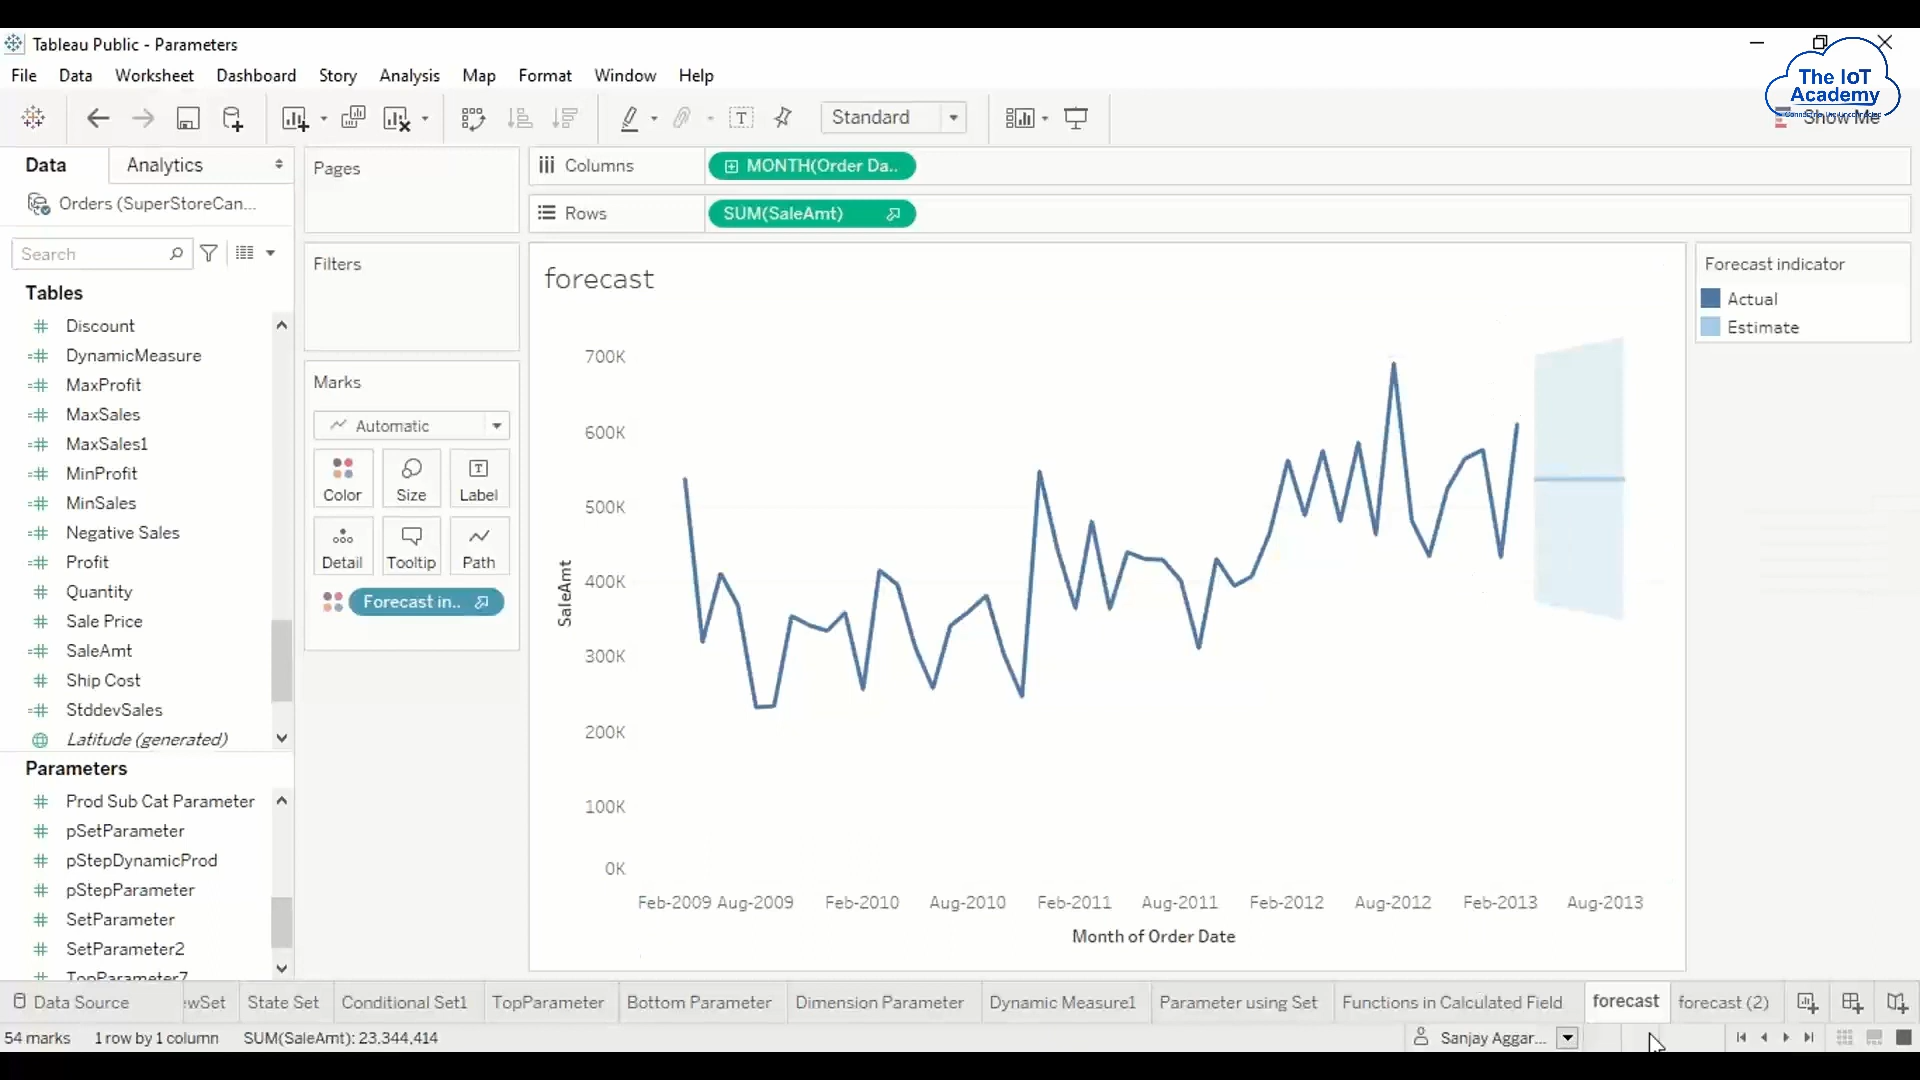 Tableau Public - Parameters
File Data Worksheet Dashboard Story Analysis Map Format Window Help
The IoT
Academy
Standard
Show Me
Data
Analytics
Orders (SuperStoreCan...
Search
Tables
Discount
DynamicMeasure
MaxProfit
MaxSales
MaxSales1
MinProfit
MinSales
Negative Sales
Profit
Quantity
Sale Price
SaleAmt
Ship Cost
StddevSales
Latitude (generated)
Parameters
Prod Sub Cat Parameter
pSetParameter
pStepDynamicProd
pStepParameter
SetParameter
SetParameter2
TopParameter7
Pages
Filters
Marks
Automatic
Color Size Label
Detail Tooltip Path
Forecast in..
Columns MONTH(Order Da..
Rows SUM(SaleAmt)
forecast
SaleAmt
700K
600K
500K
400K
300K
200K
100K
0K
Feb-2009 Aug-2009 Feb-2010 Aug-2010 Feb-2011 Aug-2011 Feb-2012 Aug-2012 Feb-2013 Aug-2013
Month of Order Date
Forecast indicator
Actual
Estimate
Data Source ewSet State Set Conditional Set1 TopParameter Bottom Parameter Dimension Parameter Dynamic Measure1 Parameter using Set Functions in Calculated Field forecast forecast (2)
54 marks 1 row by 1 column SUM(SaleAmt): 23,344,414 Sanjay Aggar...